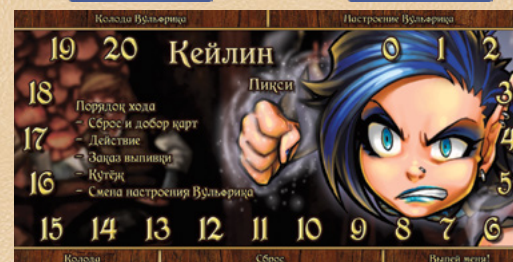 Колода Вульфрика
Настроение Вульфрика
19 20 Кейлин 0 1 2
Пикси
18 3
Порядок хода
- Сброс и добор карт
17 - Действие 4
- Заказ выпивки
- Кутёж
16 - Смена настроения Вульфрика 5
15 14 13 12 11 10 9 8 7 6
Колода
Сброс
Выпей меня!